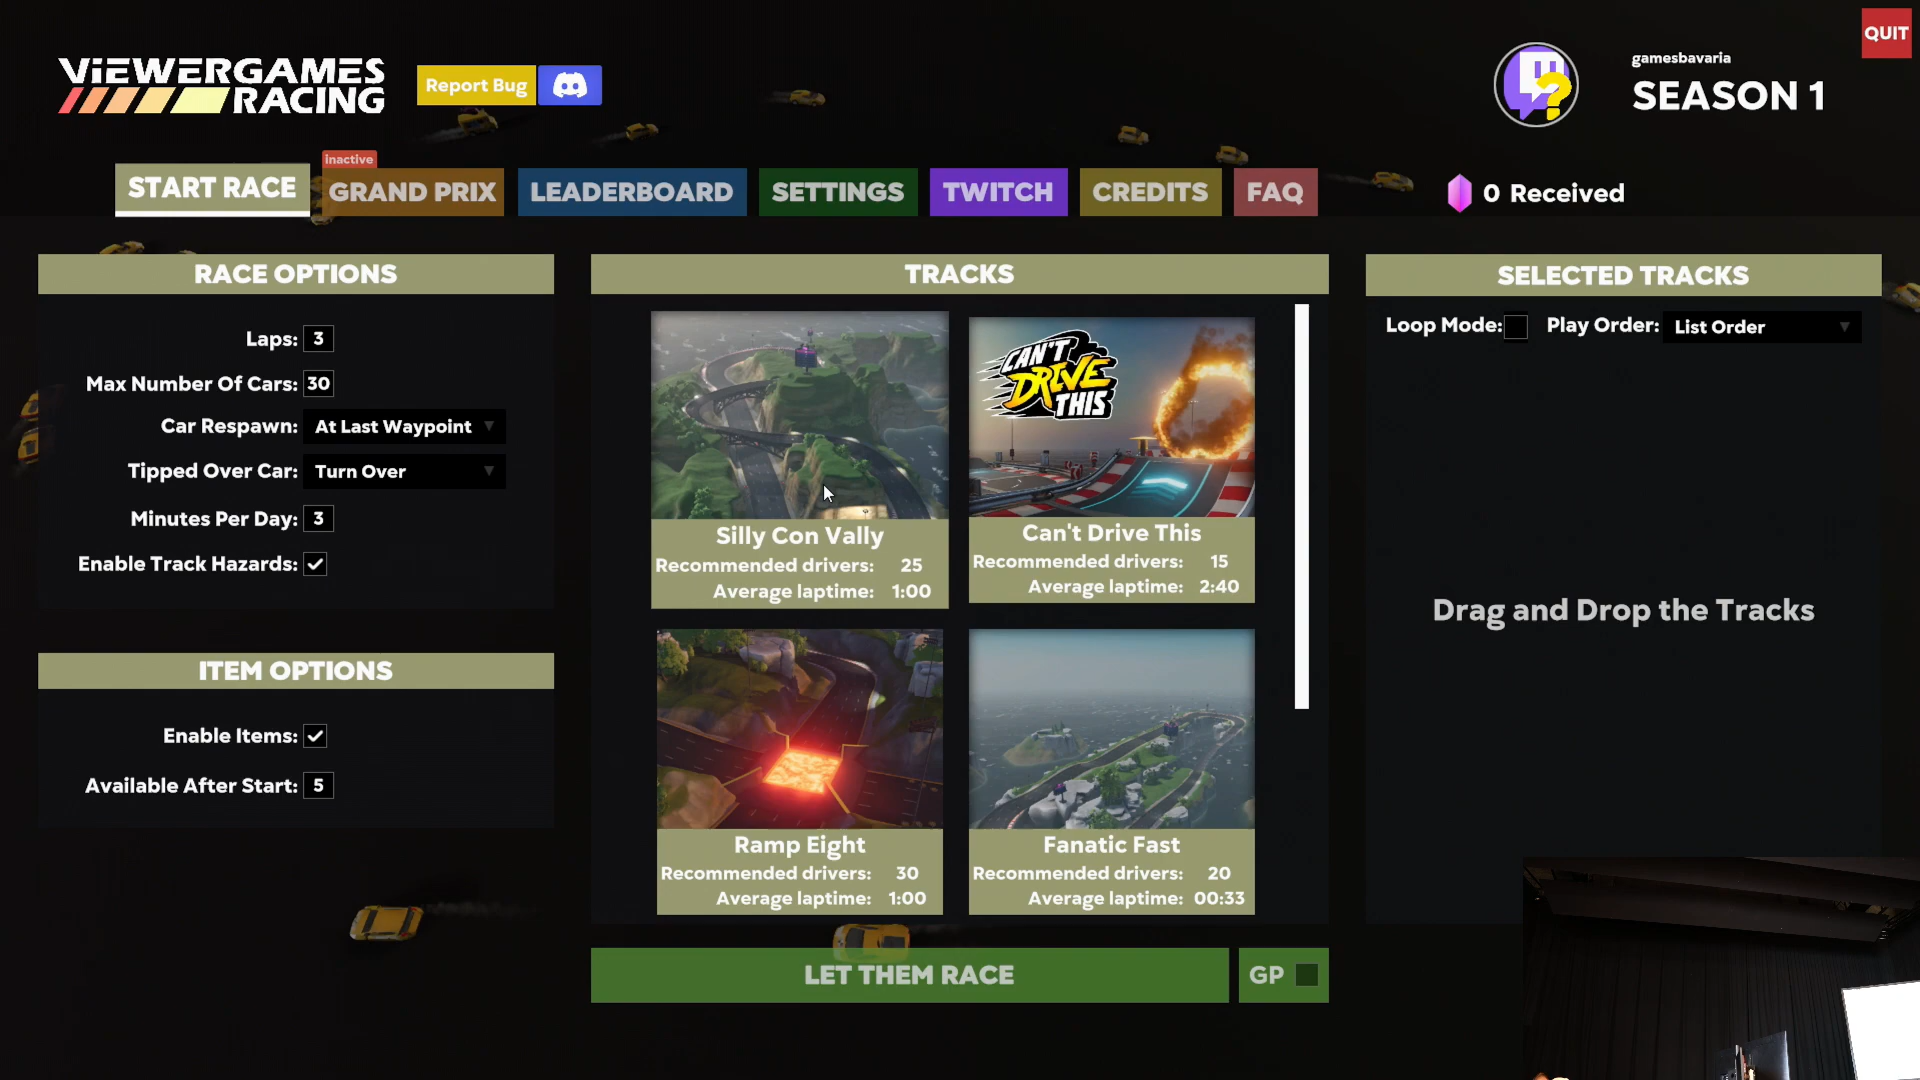 ViEWERGAMES
RACING
Report Bug
gamesbavaria
SEASON 1
QUIT
START RACE
inactive
GRAND PRIX
LEADERBOARD
SETTINGS
TWITCH
CREDITS
FAQ
0 Received
RACE OPTIONS
Laps: 3
Max Number Of Cars: 30
Car Respawn: At Last Waypoint
Tipped Over Car: Turn Over
Minutes Per Day: 3
Enable Track Hazards:
ITEM OPTIONS
Enable Items:
Available After Start: 5
TRACKS
Silly Con Vally
Recommended drivers: 25
Average laptime: 1:00
CAN'T
DRIVE
THIS
Can't Drive This
Recommended drivers: 15
Average laptime: 2:40
Ramp Eight
Recommended drivers: 30
Average laptime: 1:00
Fanatic Fast
Recommended drivers: 20
Average laptime: 00:33
LET THEM RACE
GP
SELECTED TRACKS
Loop Mode: Play Order: List Order
Drag and Drop the Tracks